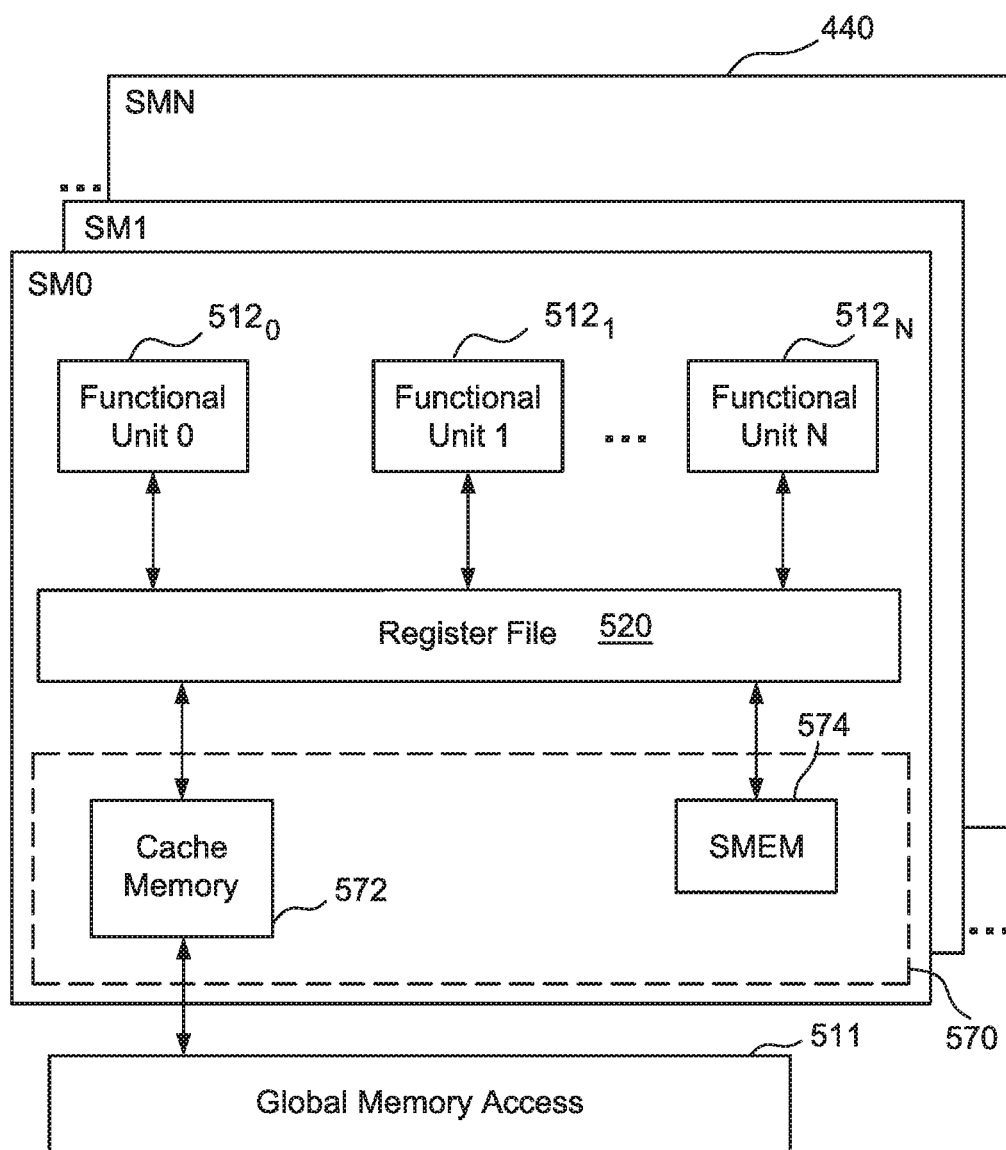 440
SMN
...
SM1
SM0
512₀
512₁
512N
Functional
Unit 0
Functional
Unit 1
...
Functional
Unit N
Register File 520
574
Cache
Memory
SMEM
572
...
570
511
Global Memory Access